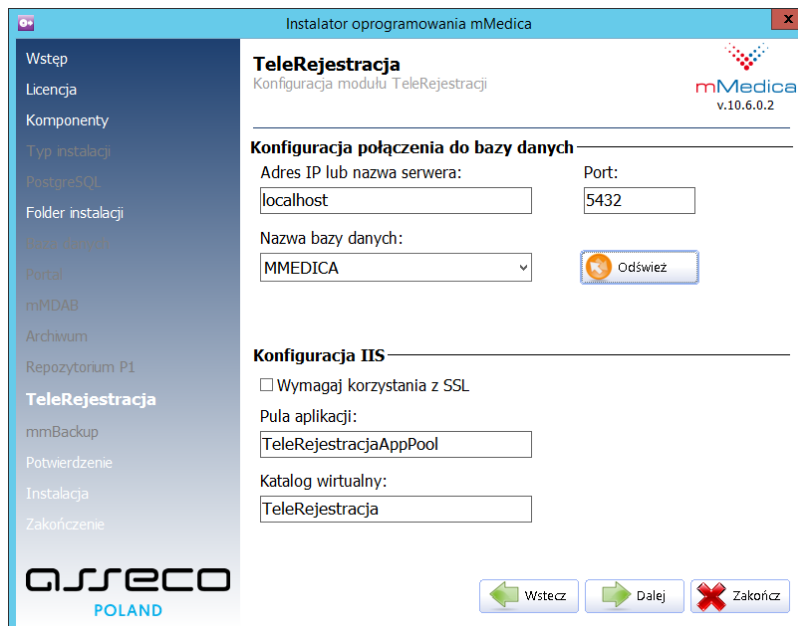 Instalator oprogramowania mMedica
x
Wstęp
Licencja
Komponenty
Typ instalacji
PostgreSQL
Folder instalacji
Portal
mMDAB
Archiwum
Repozytorium P1
TeleRejestracja
mmBackup
Potwierdzenie
Instalacja
Zakończenie
asseco
POLAND
TeleRejestracja
Konfiguracja modułu TeleRejestracji
mMedica
v.10.6.0.2
Konfiguracja połączenia do bazy danych
Adres IP lub nazwa serwera: Port:
localhost 5432
Nazwa bazy danych:
MMEDICA Odśwież
Konfiguracja IIS
Wymagaj korzystania z SSL
Pula aplikacji:
TeleRejestracjaAppPool
Katalog wirtualny:
TeleRejestracja
Wstecz Dalej Zakończ